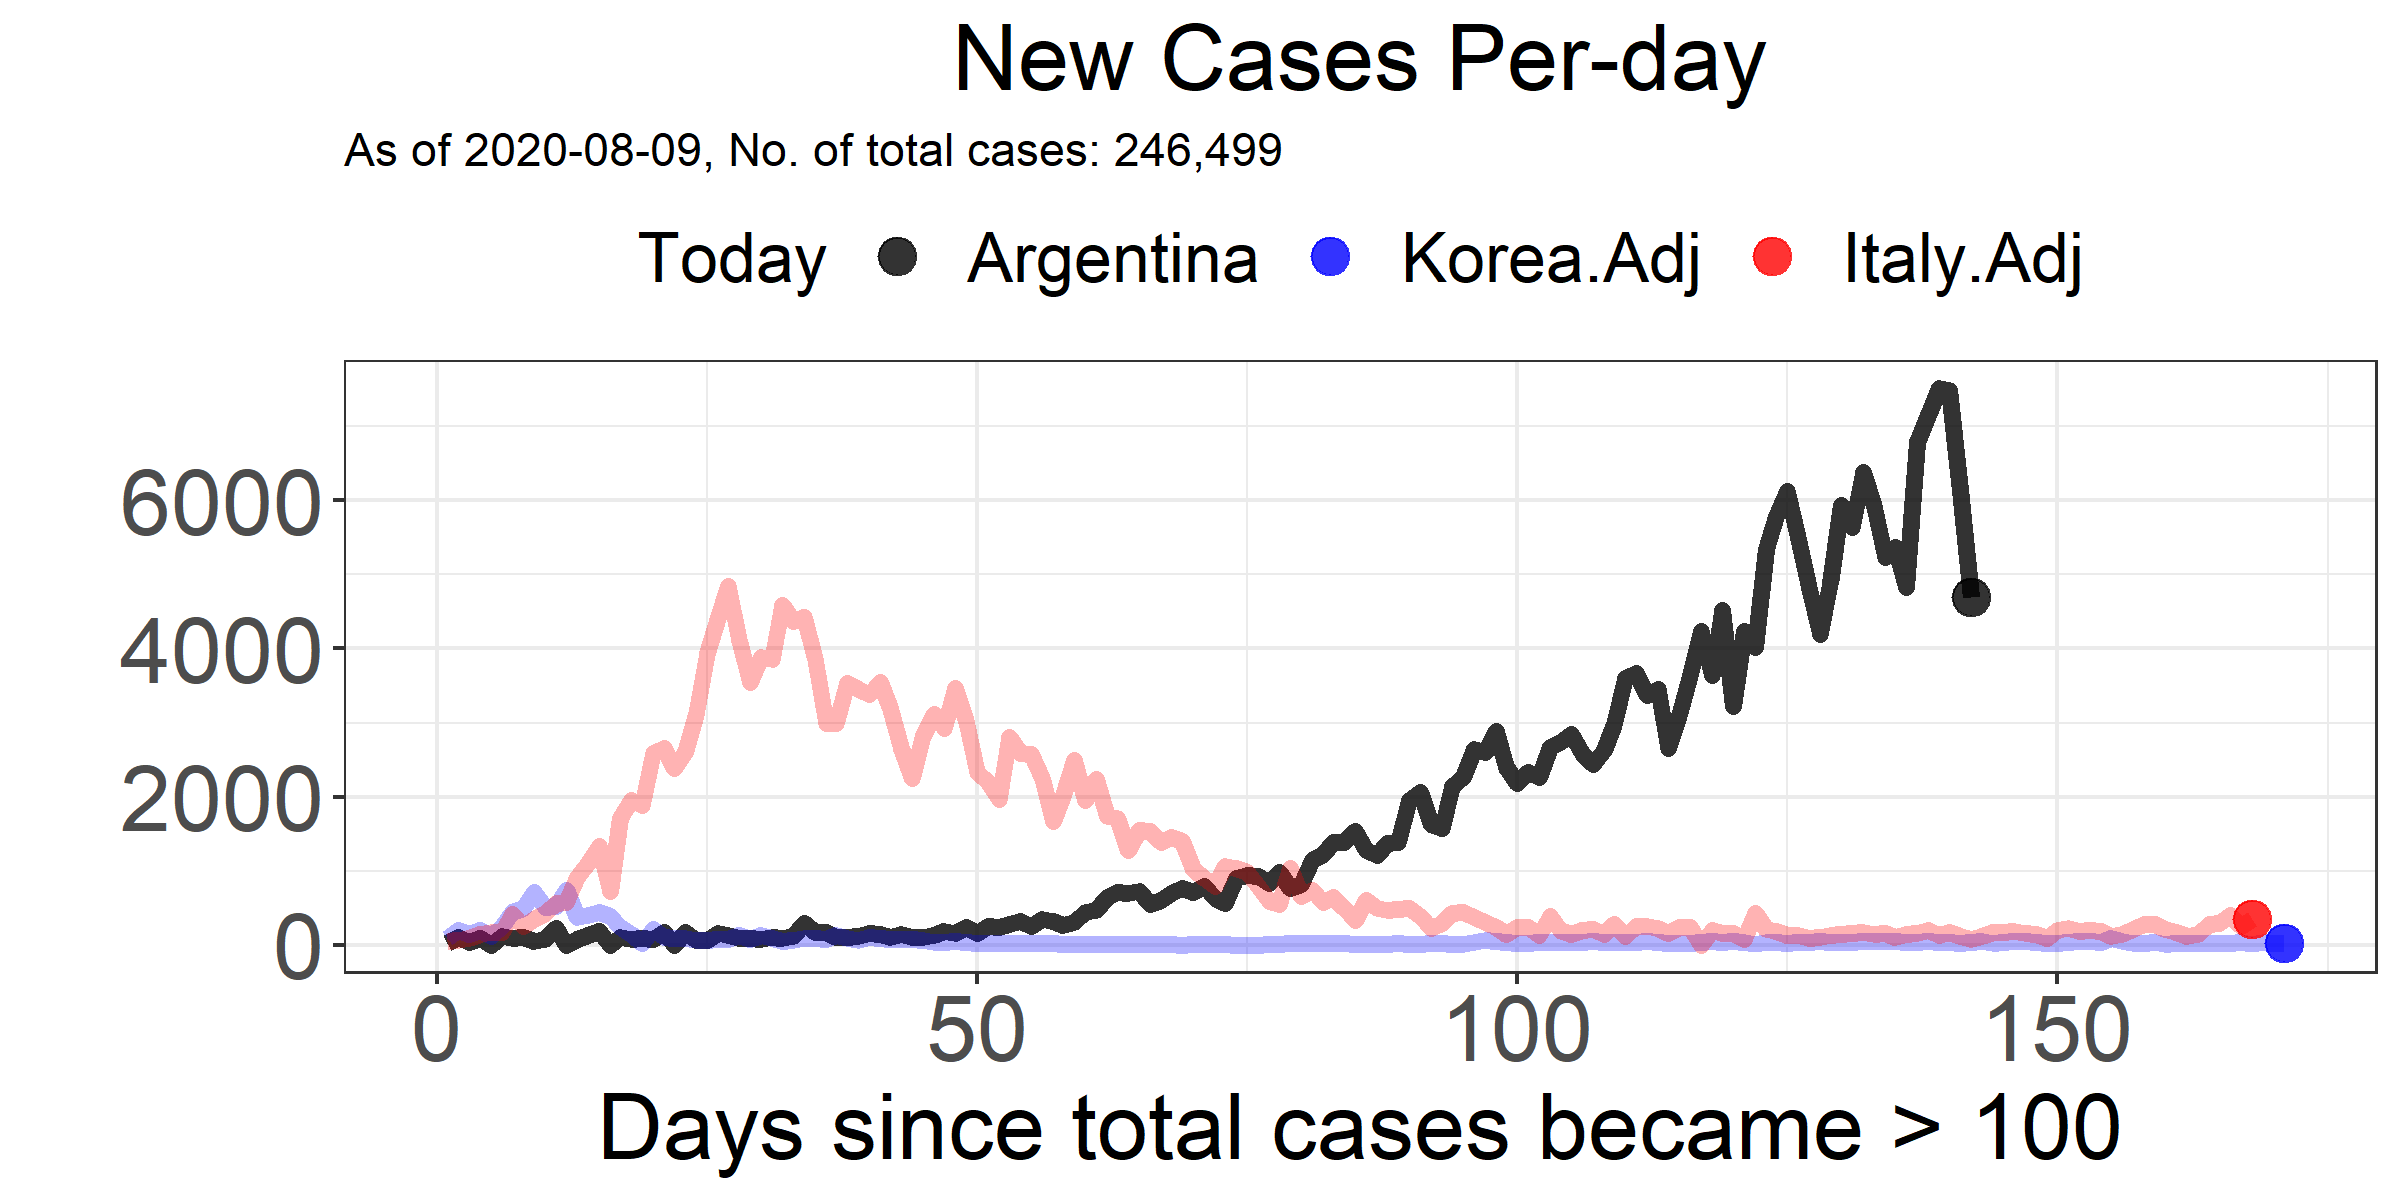 New Cases Per-day
As of 2020-08-09, No. of total cases: 246,499
Today Argentina Korea.Adj Italy.Adj
6000
4000
2000
0
0 50 100 150
Days since total cases became > 100